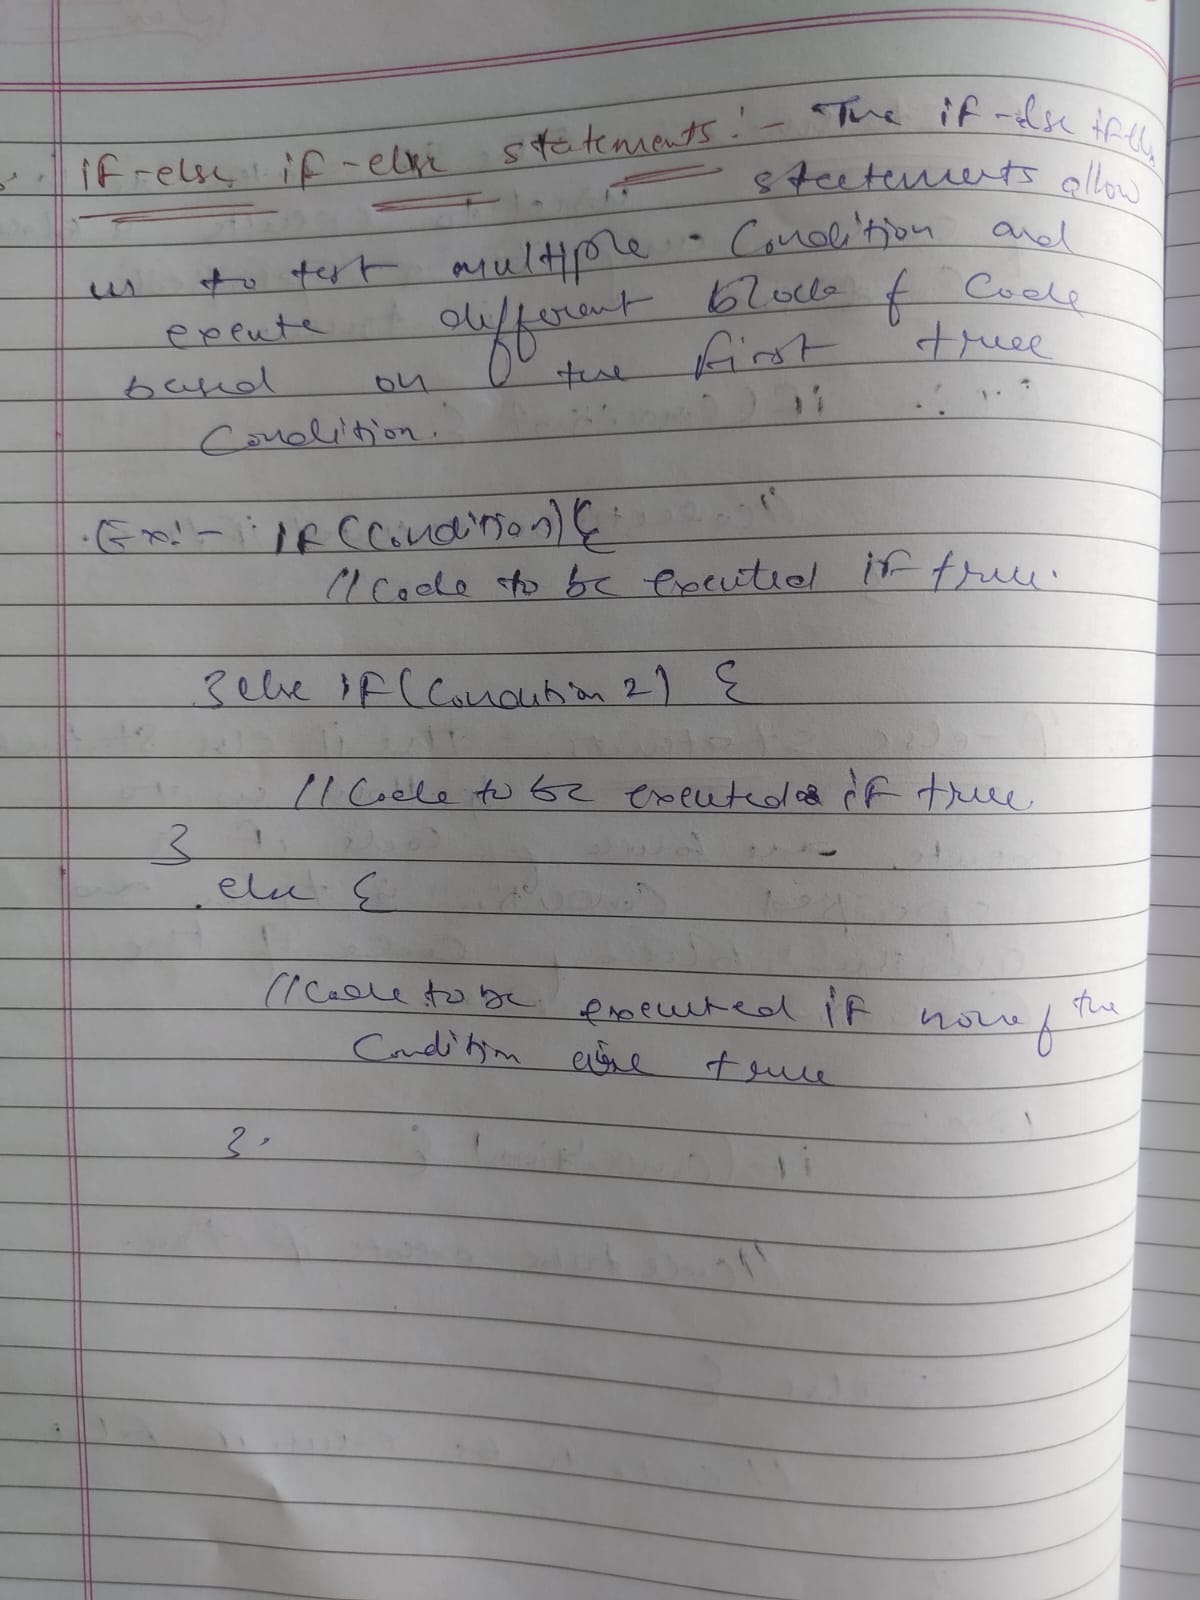 if-else if-else statements:- The if-else if else
statements allow
us to test multiple condition and
execute different block of code
based on the first true
condition.
Ex:- if(condition){
//code to be executed if true.
}else if(condition 2) {
//code to be executed if true
}
else {
//code to be executed if none of the
condition are true
}.